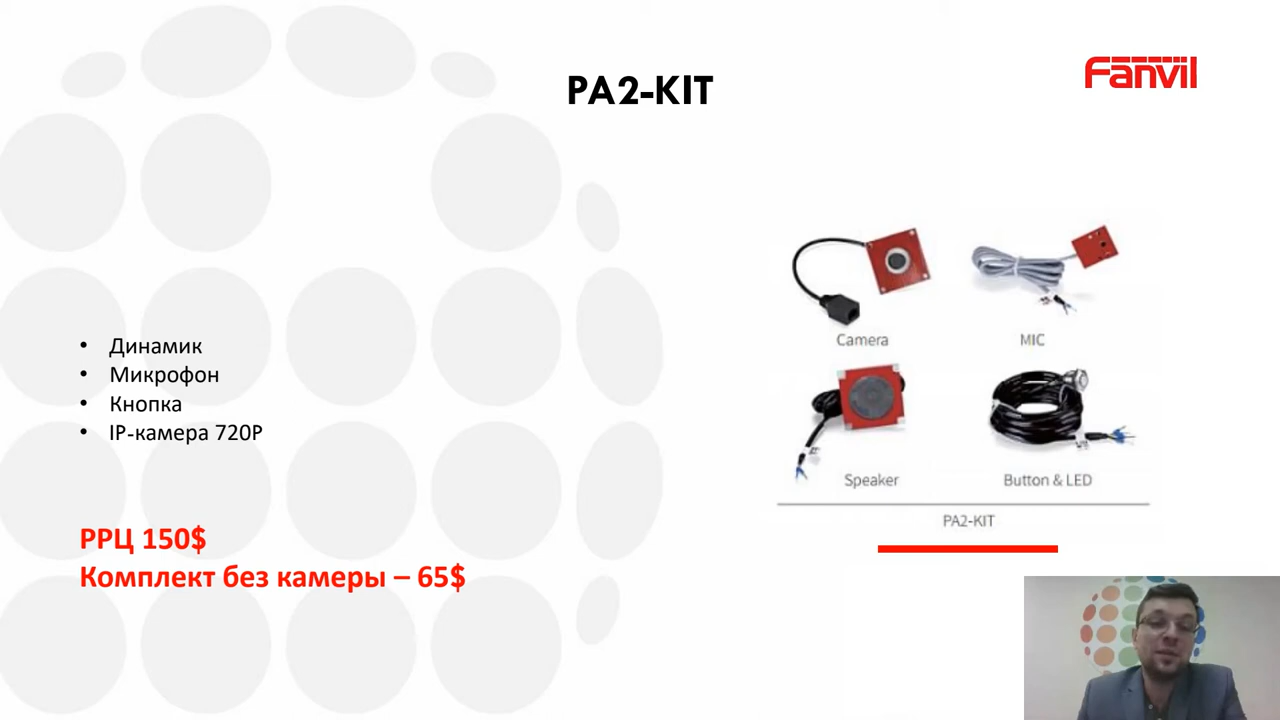 PA2-KIT
Fanvil
• Динамик
• Микрофон
• Кнопка
• IP-камера 720P
РРЦ 150$
Комплект без камеры – 65$
Camera
MIC
Speaker
Button & LED
PA2-KIT